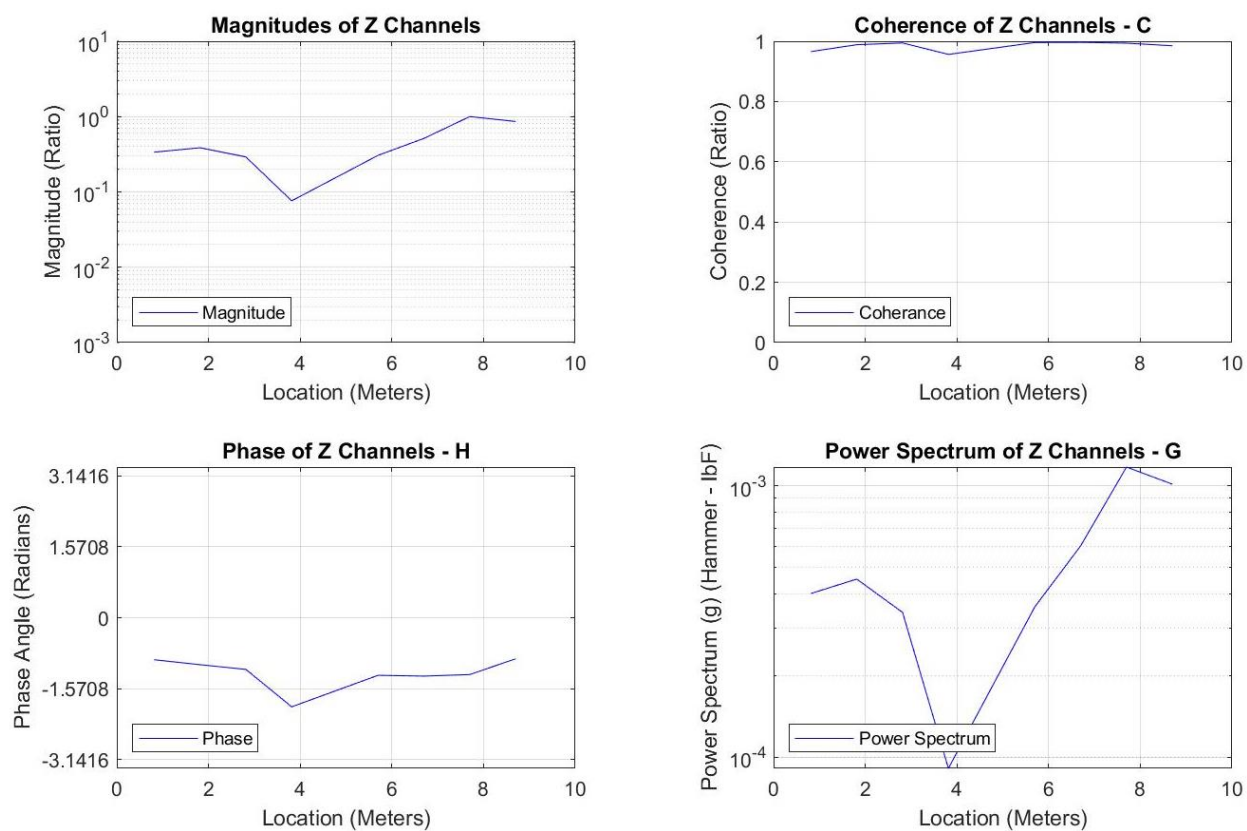 Magnitudes of Z Channels
10^1
10^0
10^-1
10^-2
10^-3
Magnitude (Ratio)
Magnitude
0 2 4 6 8 10
Location (Meters)
Coherence of Z Channels - C
1
0.8
0.6
0.4
0.2
0
Coherence (Ratio)
Coherance
0 2 4 6 8 10
Location (Meters)
Phase of Z Channels - H
3.1416
1.5708
0
-1.5708
-3.1416
Phase Angle (Radians)
Phase
0 2 4 6 8 10
Location (Meters)
Power Spectrum of Z Channels - G
10^-3
10^-4
Power Spectrum (g) (Hammer - lbF)
Power Spectrum
0 2 4 6 8 10
Location (Meters)